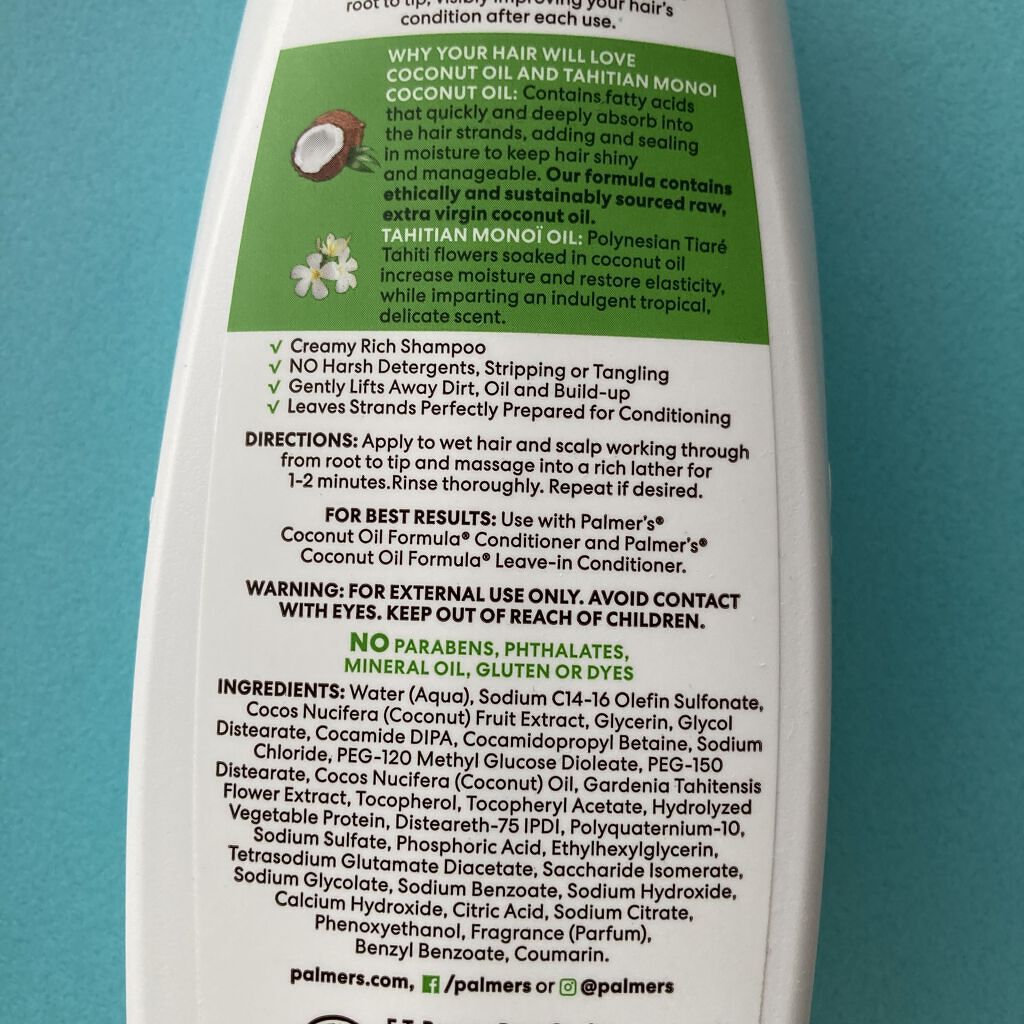 root to tip, visibly improving your hair's
condition after each use.
WHY YOUR HAIR WILL LOVE
COCONUT OIL AND TAHITIAN MONOI
COCONUT OIL: Contains fatty acids
that quickly and deeply absorb into
the hair strands, adding and sealing
in moisture to keep hair shiny
and manageable. Our formula contains
ethically and sustainably sourced raw,
extra virgin coconut oil.
TAHITIAN MONOÏ OIL: Polynesian Tiaré
Tahiti flowers soaked in coconut oil
increase moisture and restore elasticity,
while imparting an indulgent tropical,
delicate scent.
√ Creamy Rich Shampoo
√ NO Harsh Detergents, Stripping or Tangling
√ Gently Lifts Away Dirt, Oil and Build-up
√ Leaves Strands Perfectly Prepared for Conditioning
DIRECTIONS: Apply to wet hair and scalp working through
from root to tip and massage into a rich lather for
1-2 minutes.Rinse thoroughly. Repeat if desired.
FOR BEST RESULTS: Use with Palmer's®
Coconut Oil Formula® Conditioner and Palmer's®
Coconut Oil Formula® Leave-in Conditioner.
WARNING: FOR EXTERNAL USE ONLY. AVOID CONTACT
WITH EYES. KEEP OUT OF REACH OF CHILDREN.
NO PARABENS, PHTHALATES,
MINERAL OIL, GLUTEN OR DYES
INGREDIENTS: Water (Aqua), Sodium C14-16 Olefin Sulfonate,
Cocos Nucifera (Coconut) Fruit Extract, Glycerin, Glycol
Distearate, Cocamide DIPA, Cocamidopropyl Betaine, Sodium
Chloride, PEG-120 Methyl Glucose Dioleate, PEG-150
Distearate, Cocos Nucifera (Coconut) Oil, Gardenia Tahitensis
Flower Extract, Tocopherol, Tocopheryl Acetate, Hydrolyzed
Vegetable Protein, Disteareth-75 IPDI, Polyquaternium-10,
Sodium Sulfate, Phosphoric Acid, Ethylhexylglycerin,
Tetrasodium Glutamate Diacetate, Saccharide Isomerate,
Sodium Glycolate, Sodium Benzoate, Sodium Hydroxide,
Calcium Hydroxide, Citric Acid, Sodium Citrate,
Phenoxyethanol, Fragrance (Parfum),
Benzyl Benzoate, Coumarin.
palmers.com, /palmers or @palmers